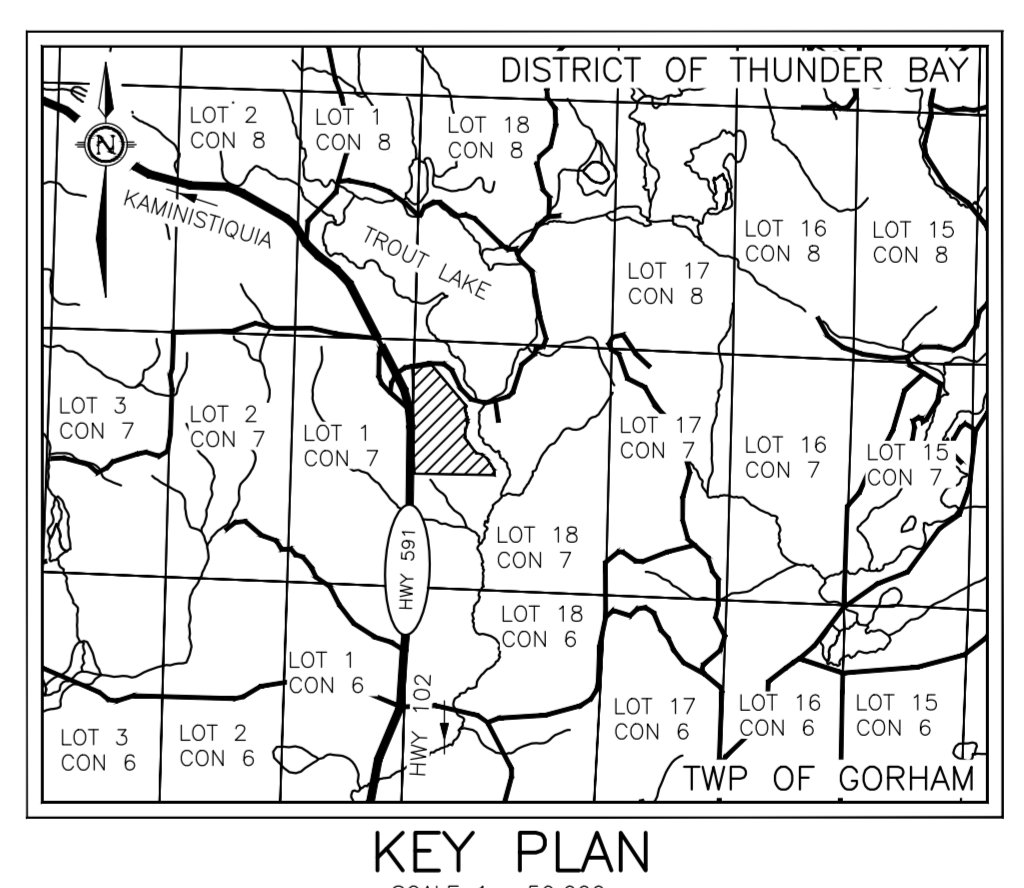 DISTRICT OF THUNDER BAY
LOT 2
CON 8
LOT 1
CON 8
LOT 18
CON 8
N
KAMINISTIQUIA
TROUT LAKE
LOT 16
CON 8
LOT 15
CON 8
LOT 17
CON 8
LOT 3
CON 7
LOT 2
CON 7
LOT 1
CON 7
LOT 17
CON 7
LOT 16
CON 7
LOT 15
CON 7
HWY 591
LOT 18
CON 7
LOT 18
CON 6
LOT 1
CON 6
HWY 102
LOT 17
CON 6
LOT 16
CON 6
LOT 15
CON 6
LOT 3
CON 6
LOT 2
CON 6
TWP OF GORHAM
KEY PLAN